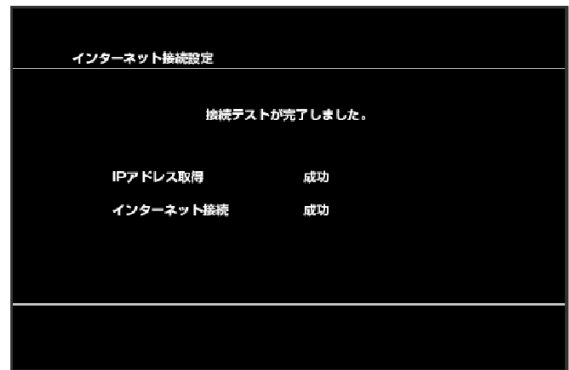 インターネット接続設定
接続テストが完了しました。
IPアドレス取得 成功
インターネット接続 成功